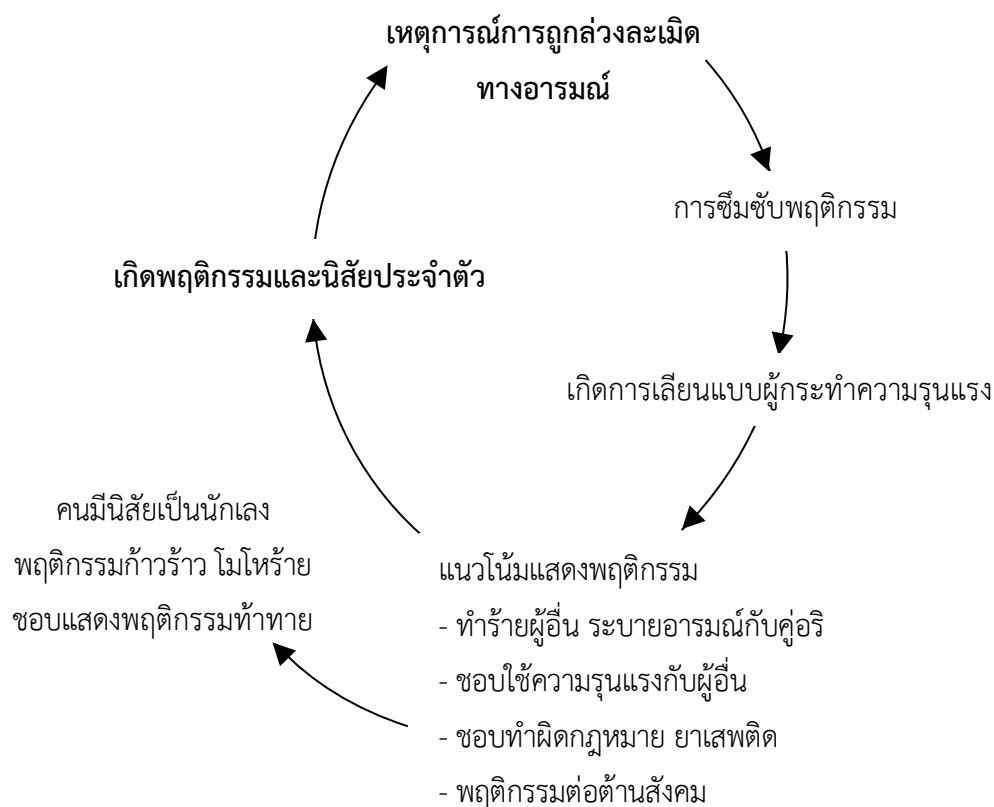 เหตุการณ์การถูกล่วงละเมิด
ทางอารมณ์
การซึมซับพฤติกรรม
เกิดพฤติกรรมและนิสัยประจำตัว
เกิดการเลียนแบบผู้กระทำความรุนแรง
คนมีนิสัยเป็นนักเลง
พฤติกรรมก้าวร้าว โมโหร้าย
ชอบแสดงพฤติกรรมท้าทาย
แนวโน้มแสดงพฤติกรรม
- ทำร้ายผู้อื่น ระบายอารมณ์กับคู่อริ
- ชอบใช้ความรุนแรงกับผู้อื่น
- ชอบทำผิดกฎหมาย ยาเสพติด
- พฤติกรรมต่อต้านสังคม